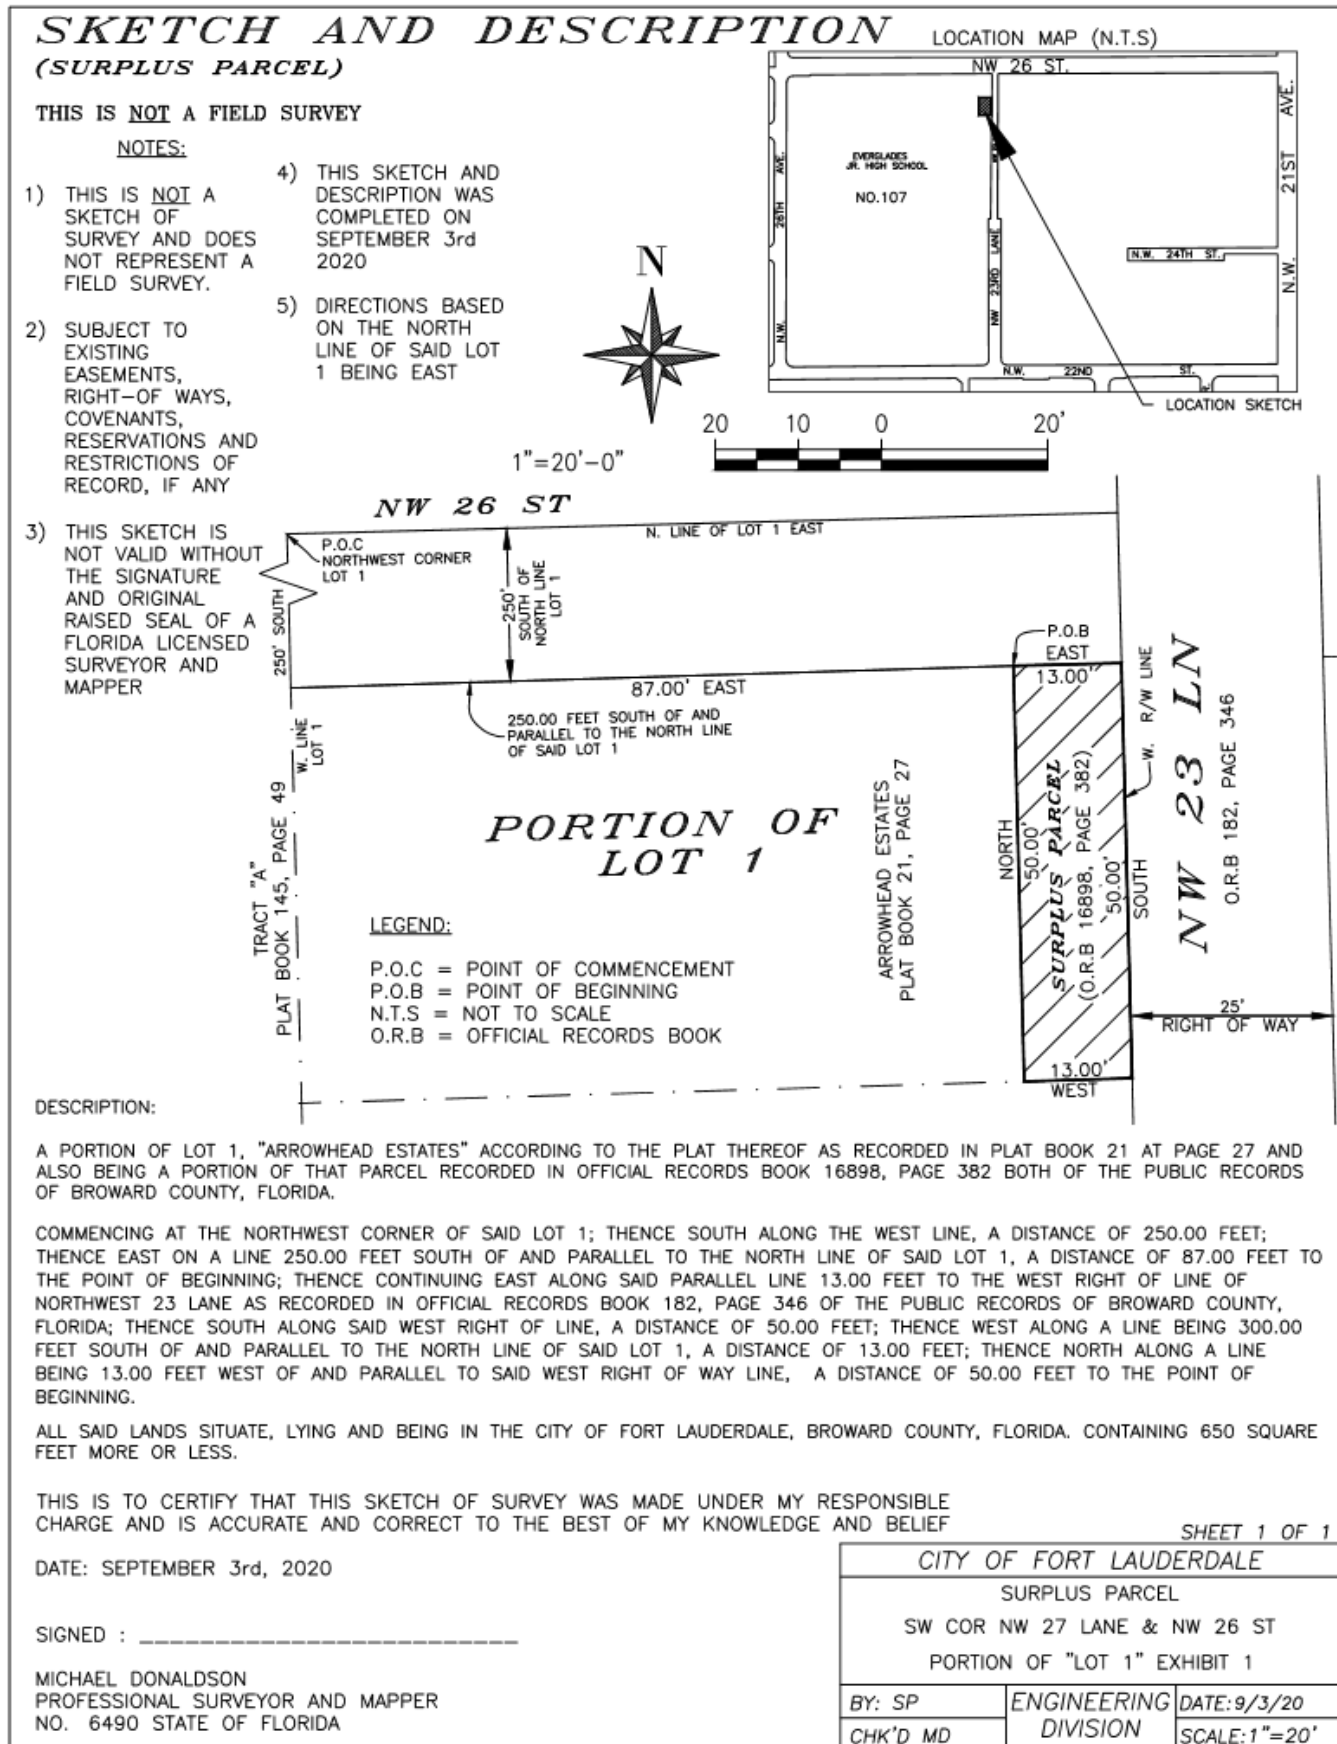 SKETCH AND DESCRIPTION
(SURPLUS PARCEL)
THIS IS NOT A FIELD SURVEY
NOTES:
1) THIS IS NOT A
SKETCH OF
SURVEY AND DOES
NOT REPRESENT A
FIELD SURVEY.
2) SUBJECT TO
EXISTING
EASEMENTS,
RIGHT-OF WAYS,
COVENANTS,
RESERVATIONS AND
RESTRICTIONS OF
RECORD, IF ANY
3) THIS SKETCH IS
NOT VALID WITHOUT
THE SIGNATURE
AND ORIGINAL
RAISED SEAL OF A
FLORIDA LICENSED
SURVEYOR AND
MAPPER
4) THIS SKETCH AND
DESCRIPTION WAS
COMPLETED ON
SEPTEMBER 3rd
2020
5) DIRECTIONS BASED
ON THE NORTH
LINE OF SAID LOT
1 BEING EAST
LOCATION MAP (N.T.S)
NW 26 ST.
EVERGLADES
JR. HIGH SCHOOL
NO.107
N.W. 26TH AVE.
NW 23RD LANE
N.W. 24TH ST.
N.W. 21ST AVE.
N.W. 22ND ST.
LOCATION SKETCH
N
20 10 0 20'
1"=20'-0"
NW 26 ST
N. LINE OF LOT 1 EAST
P.O.C
NORTHWEST CORNER
LOT 1
250' SOUTH
250'
SOUTH OF
NORTH LINE
LOT 1
P.O.B
EAST
13.00'
87.00' EAST
250.00 FEET SOUTH OF AND
PARALLEL TO THE NORTH LINE
OF SAID LOT 1
W. LINE
LOT 1
TRACT "A"
PLAT BOOK 145, PAGE 49
PORTION OF
LOT 1
ARROWHEAD ESTATES
PLAT BOOK 21, PAGE 27
NORTH
50.00'
SURPLUS PARCEL
(O.R.B 16898, PAGE 382)
50.00'
SOUTH
W. R/W LINE
NW 23 LN
O.R.B 182, PAGE 346
25'
RIGHT OF WAY
13.00'
WEST
LEGEND:
P.O.C = POINT OF COMMENCEMENT
P.O.B = POINT OF BEGINNING
N.T.S = NOT TO SCALE
O.R.B = OFFICIAL RECORDS BOOK
DESCRIPTION:
A PORTION OF LOT 1, "ARROWHEAD ESTATES" ACCORDING TO THE PLAT THEREOF AS RECORDED IN PLAT BOOK 21 AT PAGE 27 AND
ALSO BEING A PORTION OF THAT PARCEL RECORDED IN OFFICIAL RECORDS BOOK 16898, PAGE 382 BOTH OF THE PUBLIC RECORDS
OF BROWARD COUNTY, FLORIDA.
COMMENCING AT THE NORTHWEST CORNER OF SAID LOT 1; THENCE SOUTH ALONG THE WEST LINE, A DISTANCE OF 250.00 FEET;
THENCE EAST ON A LINE 250.00 FEET SOUTH OF AND PARALLEL TO THE NORTH LINE OF SAID LOT 1, A DISTANCE OF 87.00 FEET TO
THE POINT OF BEGINNING; THENCE CONTINUING EAST ALONG SAID PARALLEL LINE 13.00 FEET TO THE WEST RIGHT OF LINE OF
NORTHWEST 23 LANE AS RECORDED IN OFFICIAL RECORDS BOOK 182, PAGE 346 OF THE PUBLIC RECORDS OF BROWARD COUNTY,
FLORIDA; THENCE SOUTH ALONG SAID WEST RIGHT OF LINE, A DISTANCE OF 50.00 FEET; THENCE WEST ALONG A LINE BEING 300.00
FEET SOUTH OF AND PARALLEL TO THE NORTH LINE OF SAID LOT 1, A DISTANCE OF 13.00 FEET; THENCE NORTH ALONG A LINE
BEING 13.00 FEET WEST OF AND PARALLEL TO SAID WEST RIGHT OF WAY LINE, A DISTANCE OF 50.00 FEET TO THE POINT OF
BEGINNING.
ALL SAID LANDS SITUATE, LYING AND BEING IN THE CITY OF FORT LAUDERDALE, BROWARD COUNTY, FLORIDA. CONTAINING 650 SQUARE
FEET MORE OR LESS.
THIS IS TO CERTIFY THAT THIS SKETCH OF SURVEY WAS MADE UNDER MY RESPONSIBLE
CHARGE AND IS ACCURATE AND CORRECT TO THE BEST OF MY KNOWLEDGE AND BELIEF
DATE: SEPTEMBER 3rd, 2020
SIGNED : _________________________
MICHAEL DONALDSON
PROFESSIONAL SURVEYOR AND MAPPER
NO. 6490 STATE OF FLORIDA
SHEET 1 OF 1
CITY OF FORT LAUDERDALE
SURPLUS PARCEL
SW COR NW 27 LANE & NW 26 ST
PORTION OF "LOT 1" EXHIBIT 1
BY: SP
CHK'D MD
ENGINEERING
DIVISION
DATE:9/3/20
SCALE:1"=20'